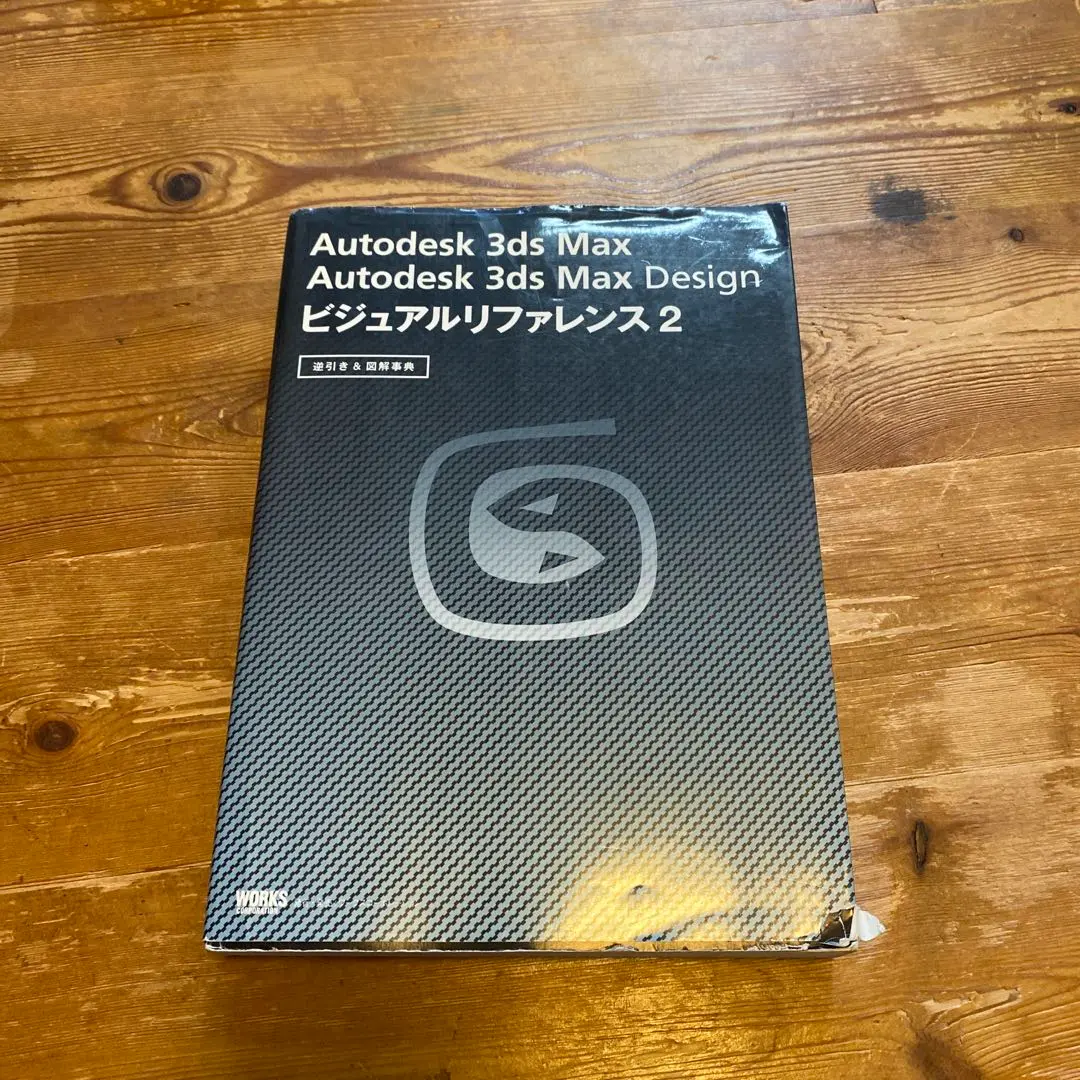 Autodesk 3ds Max
Autodesk 3ds Max Design
ビジュアルリファレンス2
逆引き & 図解事典
WORKS
CORPORATION